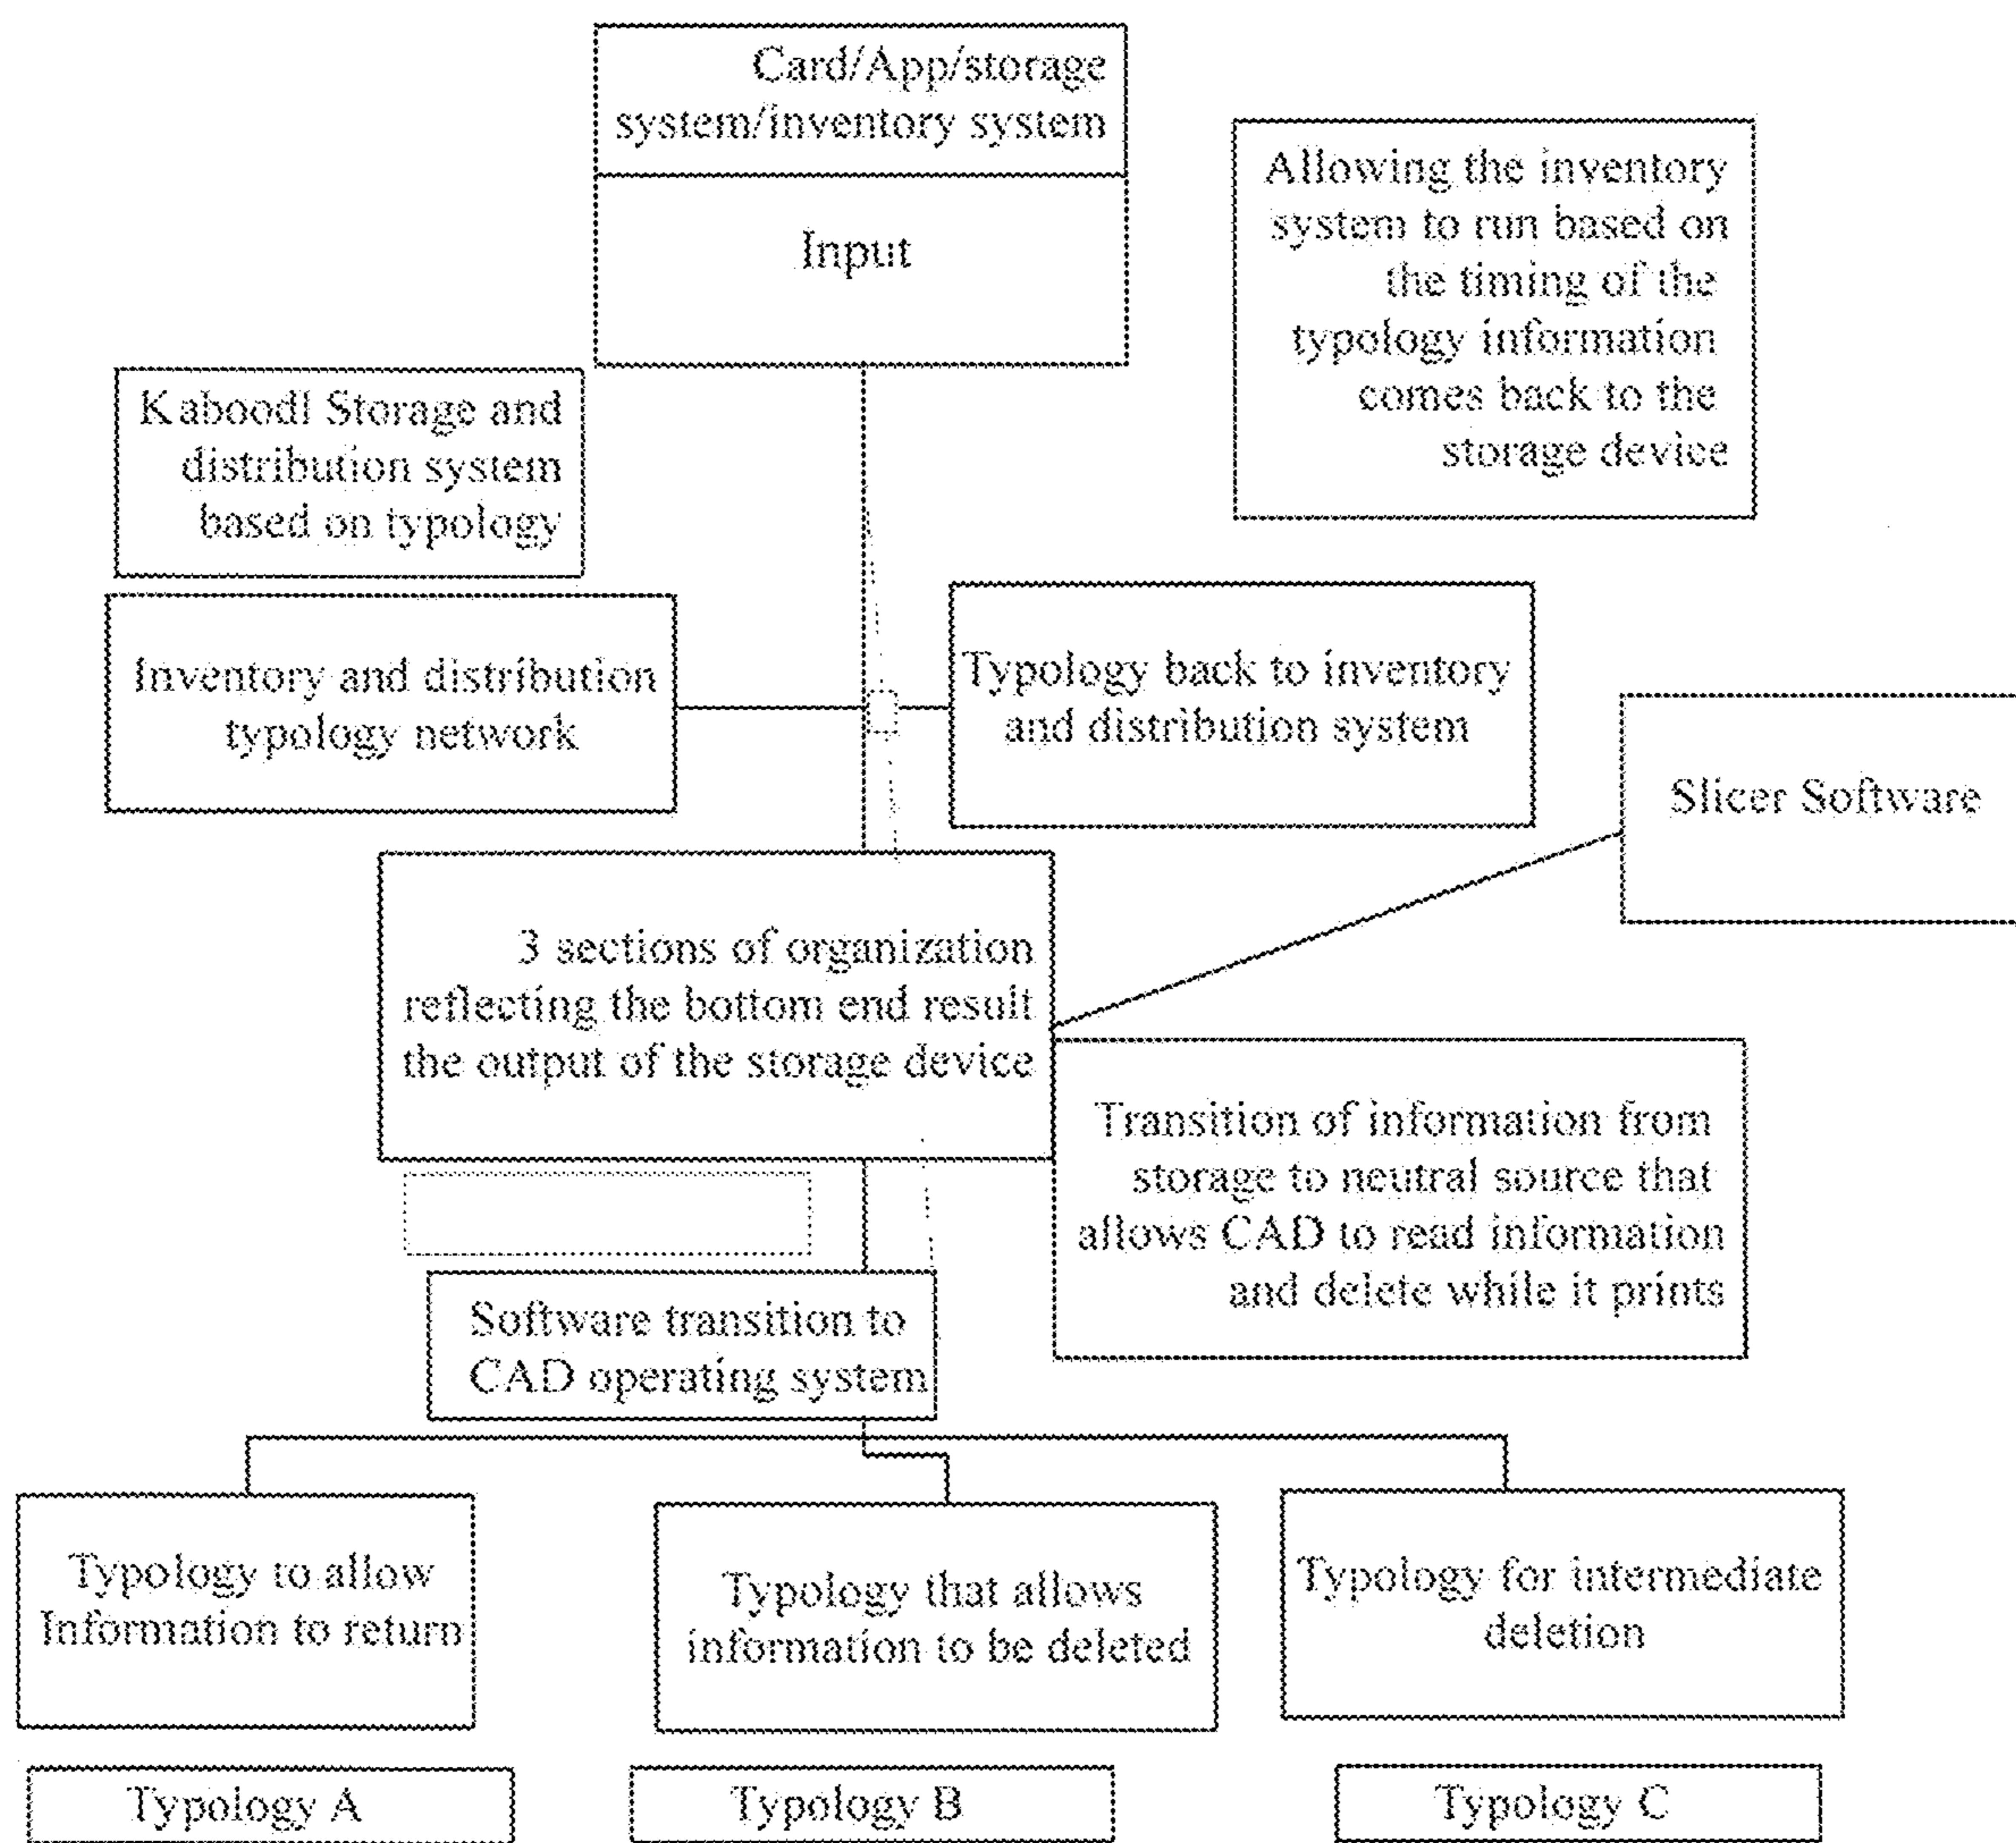 Card/App/storage
system/inventory system
Input
Allowing the inventory
system to run based on
the timing of the
typology information
comes back to the
storage device
Kaboodl Storage and
distribution system
based on typology
Inventory and distribution
typology network
Typology back to inventory
and distribution system
Slicer Software
3 sections of organization
reflecting the bottom end result
the output of the storage device
Transition of information from
storage to neutral source that
allows CAD to read information
and delete while it prints
Software transition to
CAD operating system
Typology to allow
Information to return
Typology that allows
information to be deleted
Typology for intermediate
deletion
Typology A
Typology B
Typology C